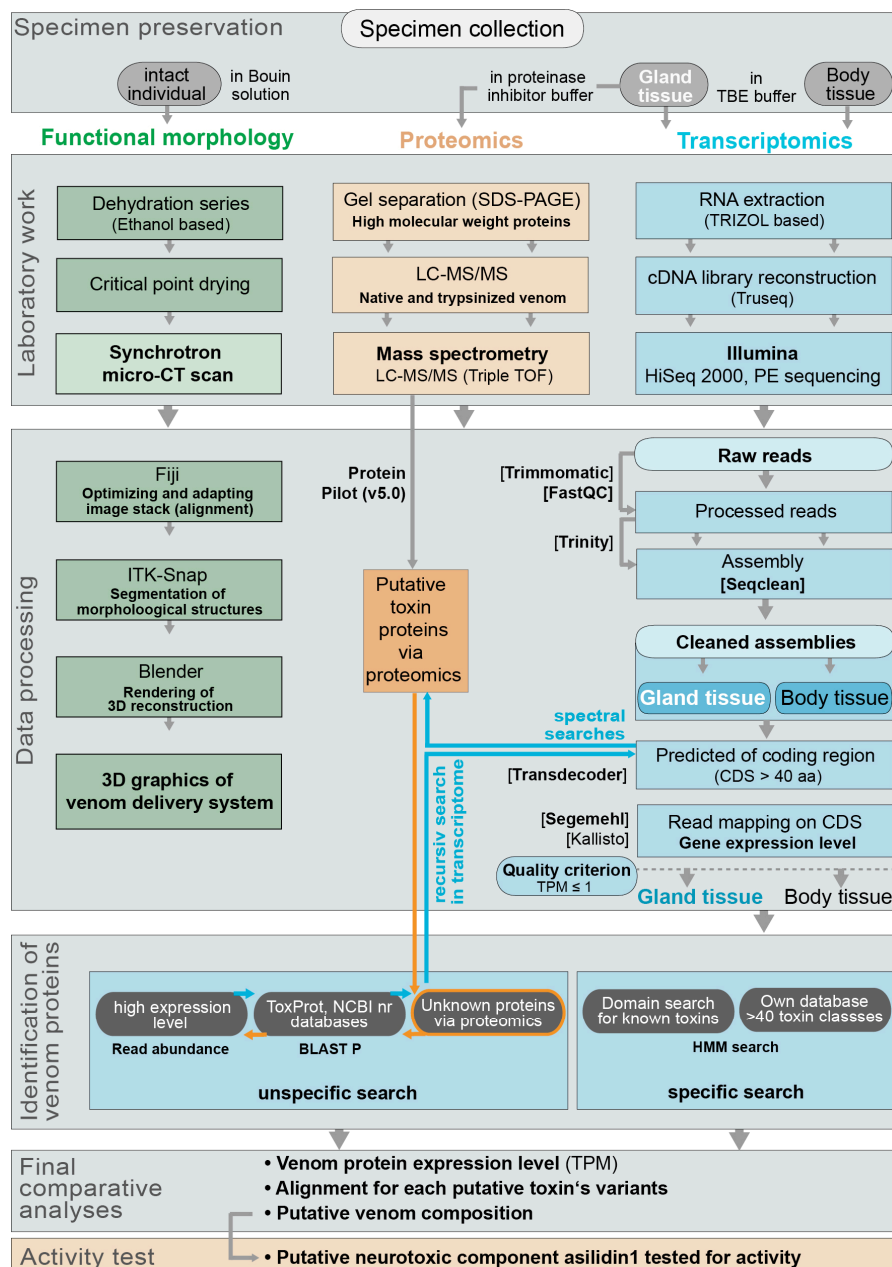 Specimen preservation
Specimen collection
intact
individual
in Bouin
solution
in proteinase
inhibitor buffer
Gland
tissue
in
TBE buffer
Body
tissue
Functional morphology
Proteomics
Transcriptomics
Laboratory work
Dehydration series
(Ethanol based)
Critical point drying
Synchrotron
micro-CT scan
Gel separation (SDS-PAGE)
High molecular weight proteins
LC-MS/MS
Native and trypsinized venom
Mass spectrometry
LC-MS/MS (Triple TOF)
RNA extraction
(TRIZOL based)
cDNA library reconstruction
(Truseq)
Illumina
HiSeq 2000, PE sequencing
Data processing
Fiji
Optimizing and adapting
image stack (alignment)
ITK-Snap
Segmentation of
morpholoogical structures
Blender
Rendering of
3D reconstruction
3D graphics of
venom delivery system
Protein
Pilot (v5.0)
Putative
toxin
proteins
via
proteomics
[Trimmomatic]
[FastQC]
[Trinity]
Raw reads
Processed reads
Assembly
[Seqclean]
Cleaned assemblies
Gland tissue
Body tissue
spectral
searches
recursiv search
in transcriptome
[Transdecoder]
Predicted of coding region
(CDS > 40 aa)
[Segemehl]
[Kallisto]
Read mapping on CDS
Gene expression level
Quality criterion
TPM ≤ 1
Gland tissue
Body tissue
Identification of
venom proteins
high expression
level
Read abundance
ToxProt, NCBI nr
databases
BLAST P
Unknown proteins
via proteomics
unspecific search
Domain search
for known toxins
Own database
>40 toxin classses
HMM search
specific search
Final
comparative
analyses
• Venom protein expression level (TPM)
• Alignment for each putative toxin‘s variants
• Putative venom composition
Activity test
• Putative neurotoxic component asilidin1 tested for activity